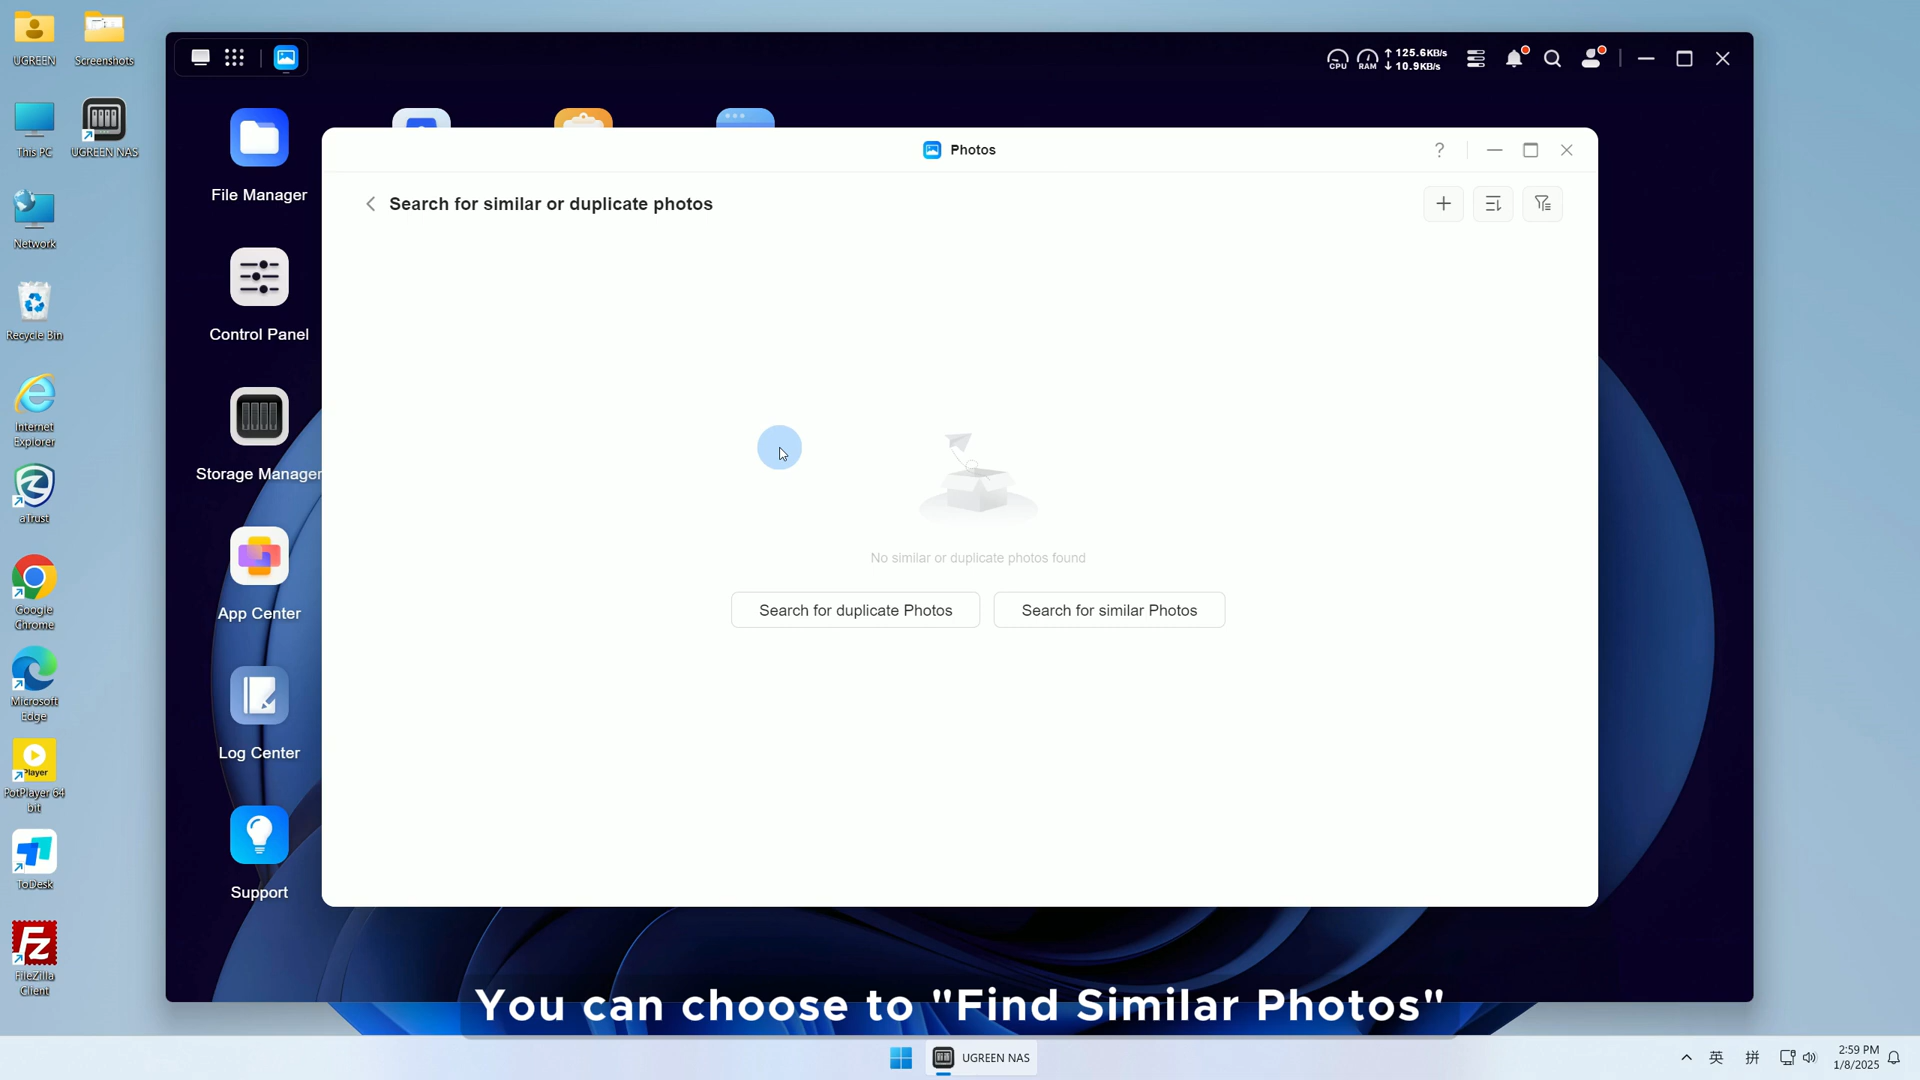 UGREEN
Screenshots
This PC
UGREEN NAS
Network
Recycle Bin
Internet
Explorer
aTrust
Google
Chrome
Microsoft
Edge
Player
PotPlayer 64
bit
ToDesk
FileZilla
Client
CPU
RAM
↑ 125.6KB/s
↓ 10.9KB/s
File Manager
Control Panel
Storage Manager
App Center
Log Center
Support
Photos
?
Search for similar or duplicate photos
No similar or duplicate photos found
Search for duplicate Photos
Search for similar Photos
You can choose to "Find Similar Photos"
UGREEN NAS
英
拼
2:59 PM
1/8/2025